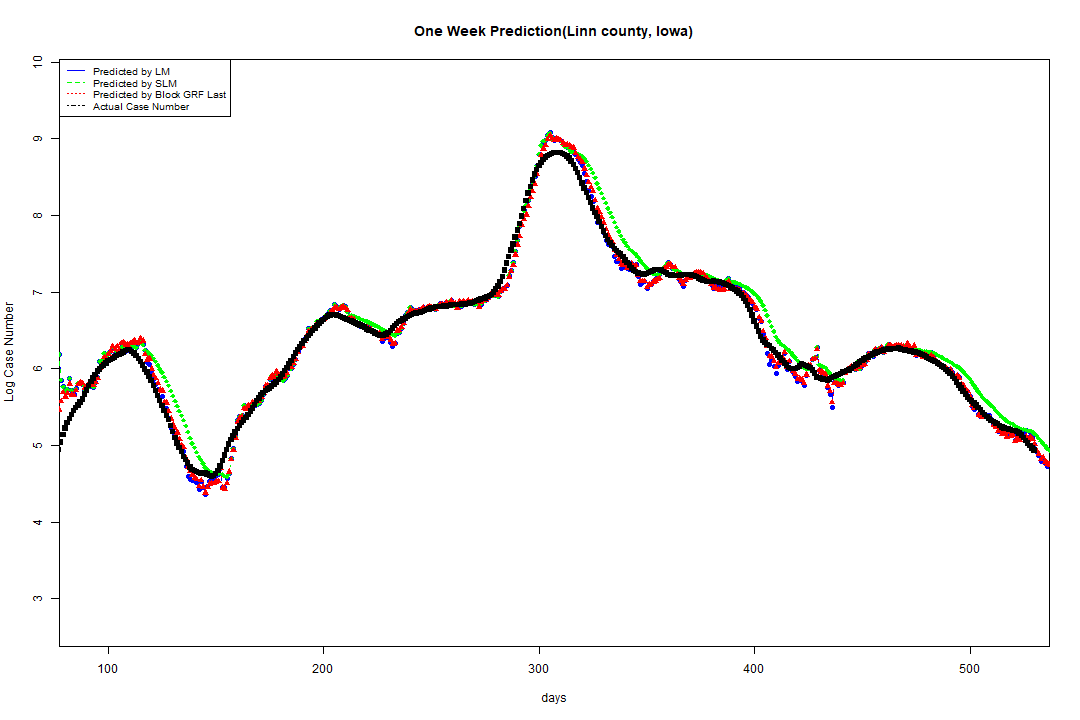 One Week Prediction(Linn county, Iowa)
Predicted by LM
Predicted by SLM
Predicted by Block GRF Last
Actual Case Number
10
9
8
7
6
5
4
3
Log Case Number
100 200 300 400 500
days